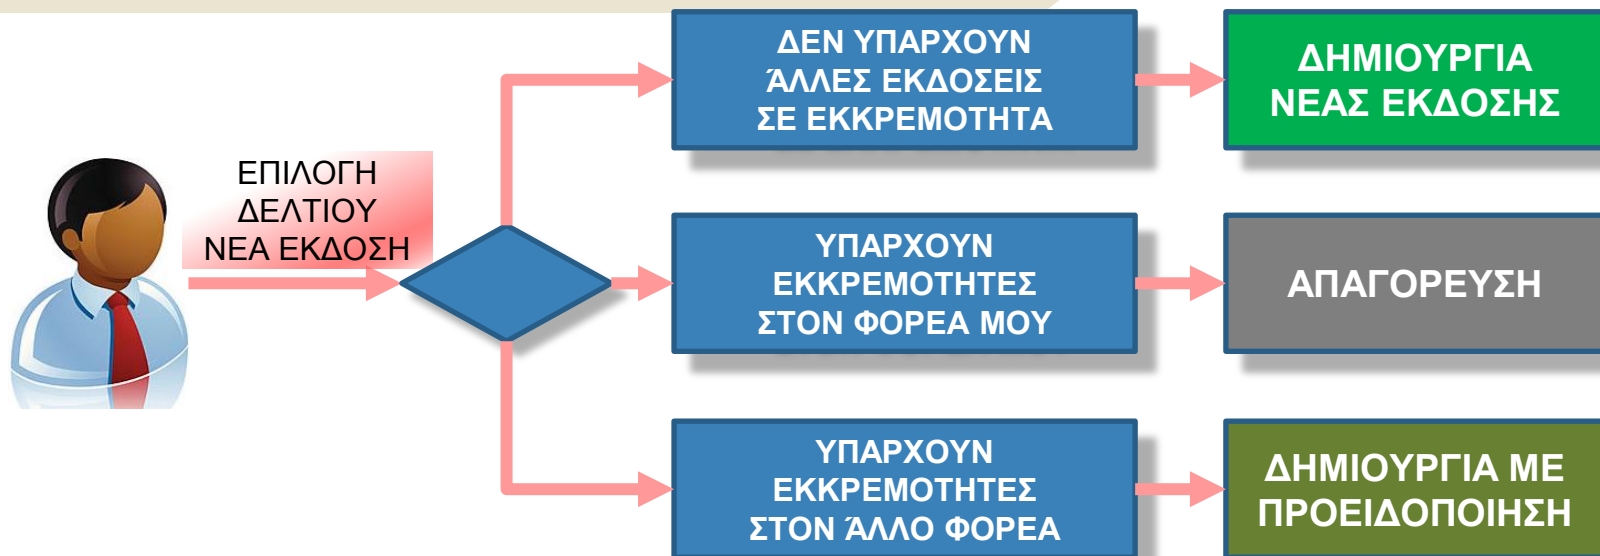 ΔΕΝ ΥΠΑΡΧΟΥΝ
ΆΛΛΕΣ ΕΚΔΟΣΕΙΣ
ΣΕ ΕΚΚΡΕΜΟΤΗΤΑ
ΔΗΜΙΟΥΡΓΙΑ
ΝΕΑΣ ΕΚΔΟΣΗΣ
ΕΠΙΛΟΓΗ
ΔΕΛΤΙΟΥ
ΝΕΑ ΕΚΔΟΣΗ
ΥΠΑΡΧΟΥΝ
ΕΚΚΡΕΜΟΤΗΤΕΣ
ΣΤΟΝ ΦΟΡΕΑ ΜΟΥ
ΑΠΑΓΟΡΕΥΣΗ
ΥΠΑΡΧΟΥΝ
ΕΚΚΡΕΜΟΤΗΤΕΣ
ΣΤΟΝ ΆΛΛΟ ΦΟΡΕΑ
ΔΗΜΙΟΥΡΓΙΑ ΜΕ
ΠΡΟΕΙΔΟΠΟΙΗΣΗ